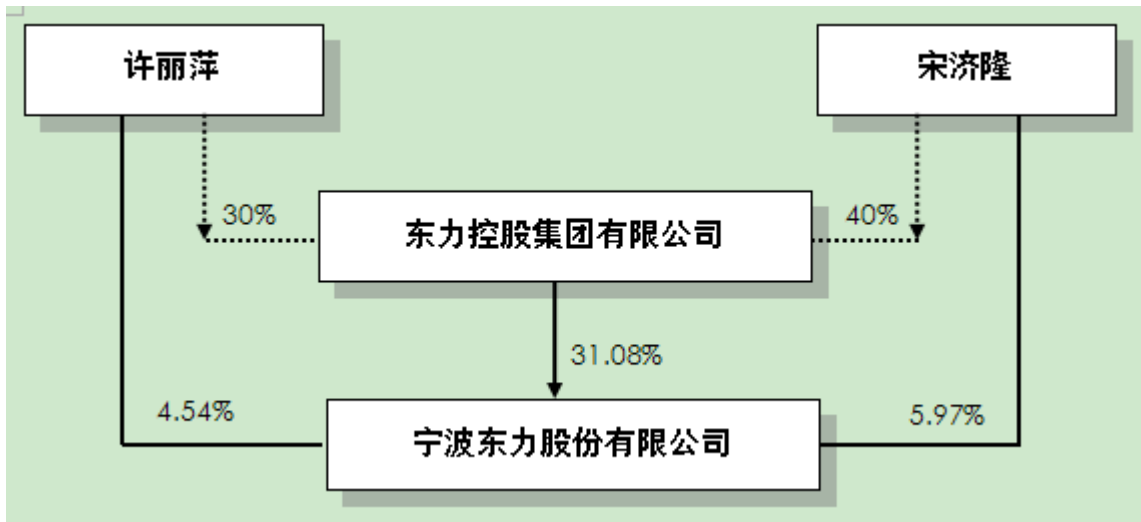 许丽萍
宋济隆
30%
东力控股集团有限公司
40%
31.08%
4.54%
宁波东力股份有限公司
5.97%